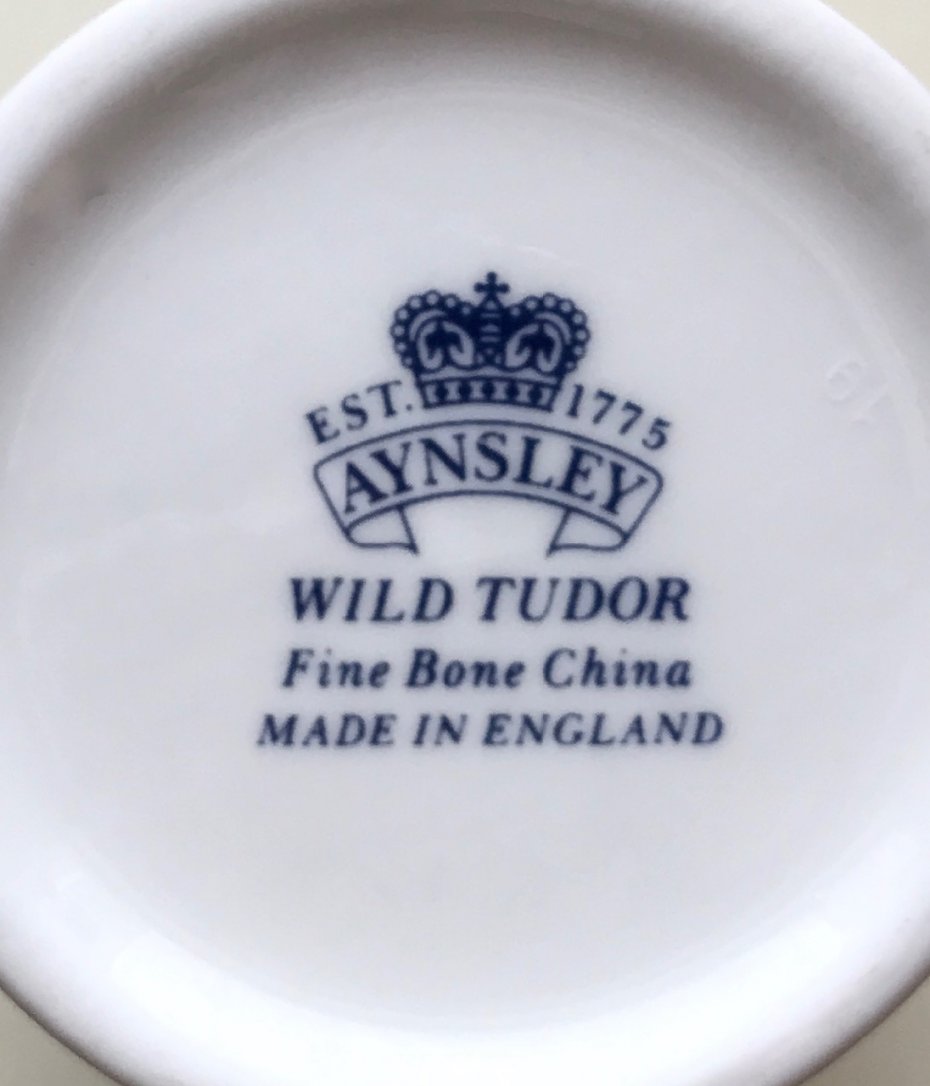 EST. 1775
AYNSLEY
WILD TUDOR
Fine Bone China
MADE IN ENGLAND